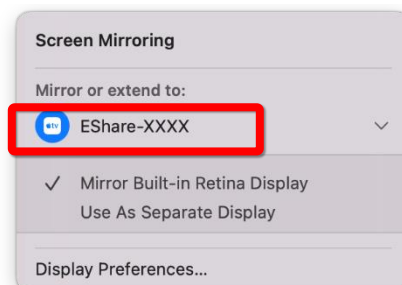 Screen Mirroring
Mirror or extend to:
tv
EShare-XXXX
✓ Mirror Built-in Retina Display
Use As Separate Display
Display Preferences...